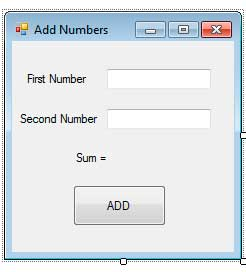 Add Numbers
First Number
Second Number
Sum =
ADD